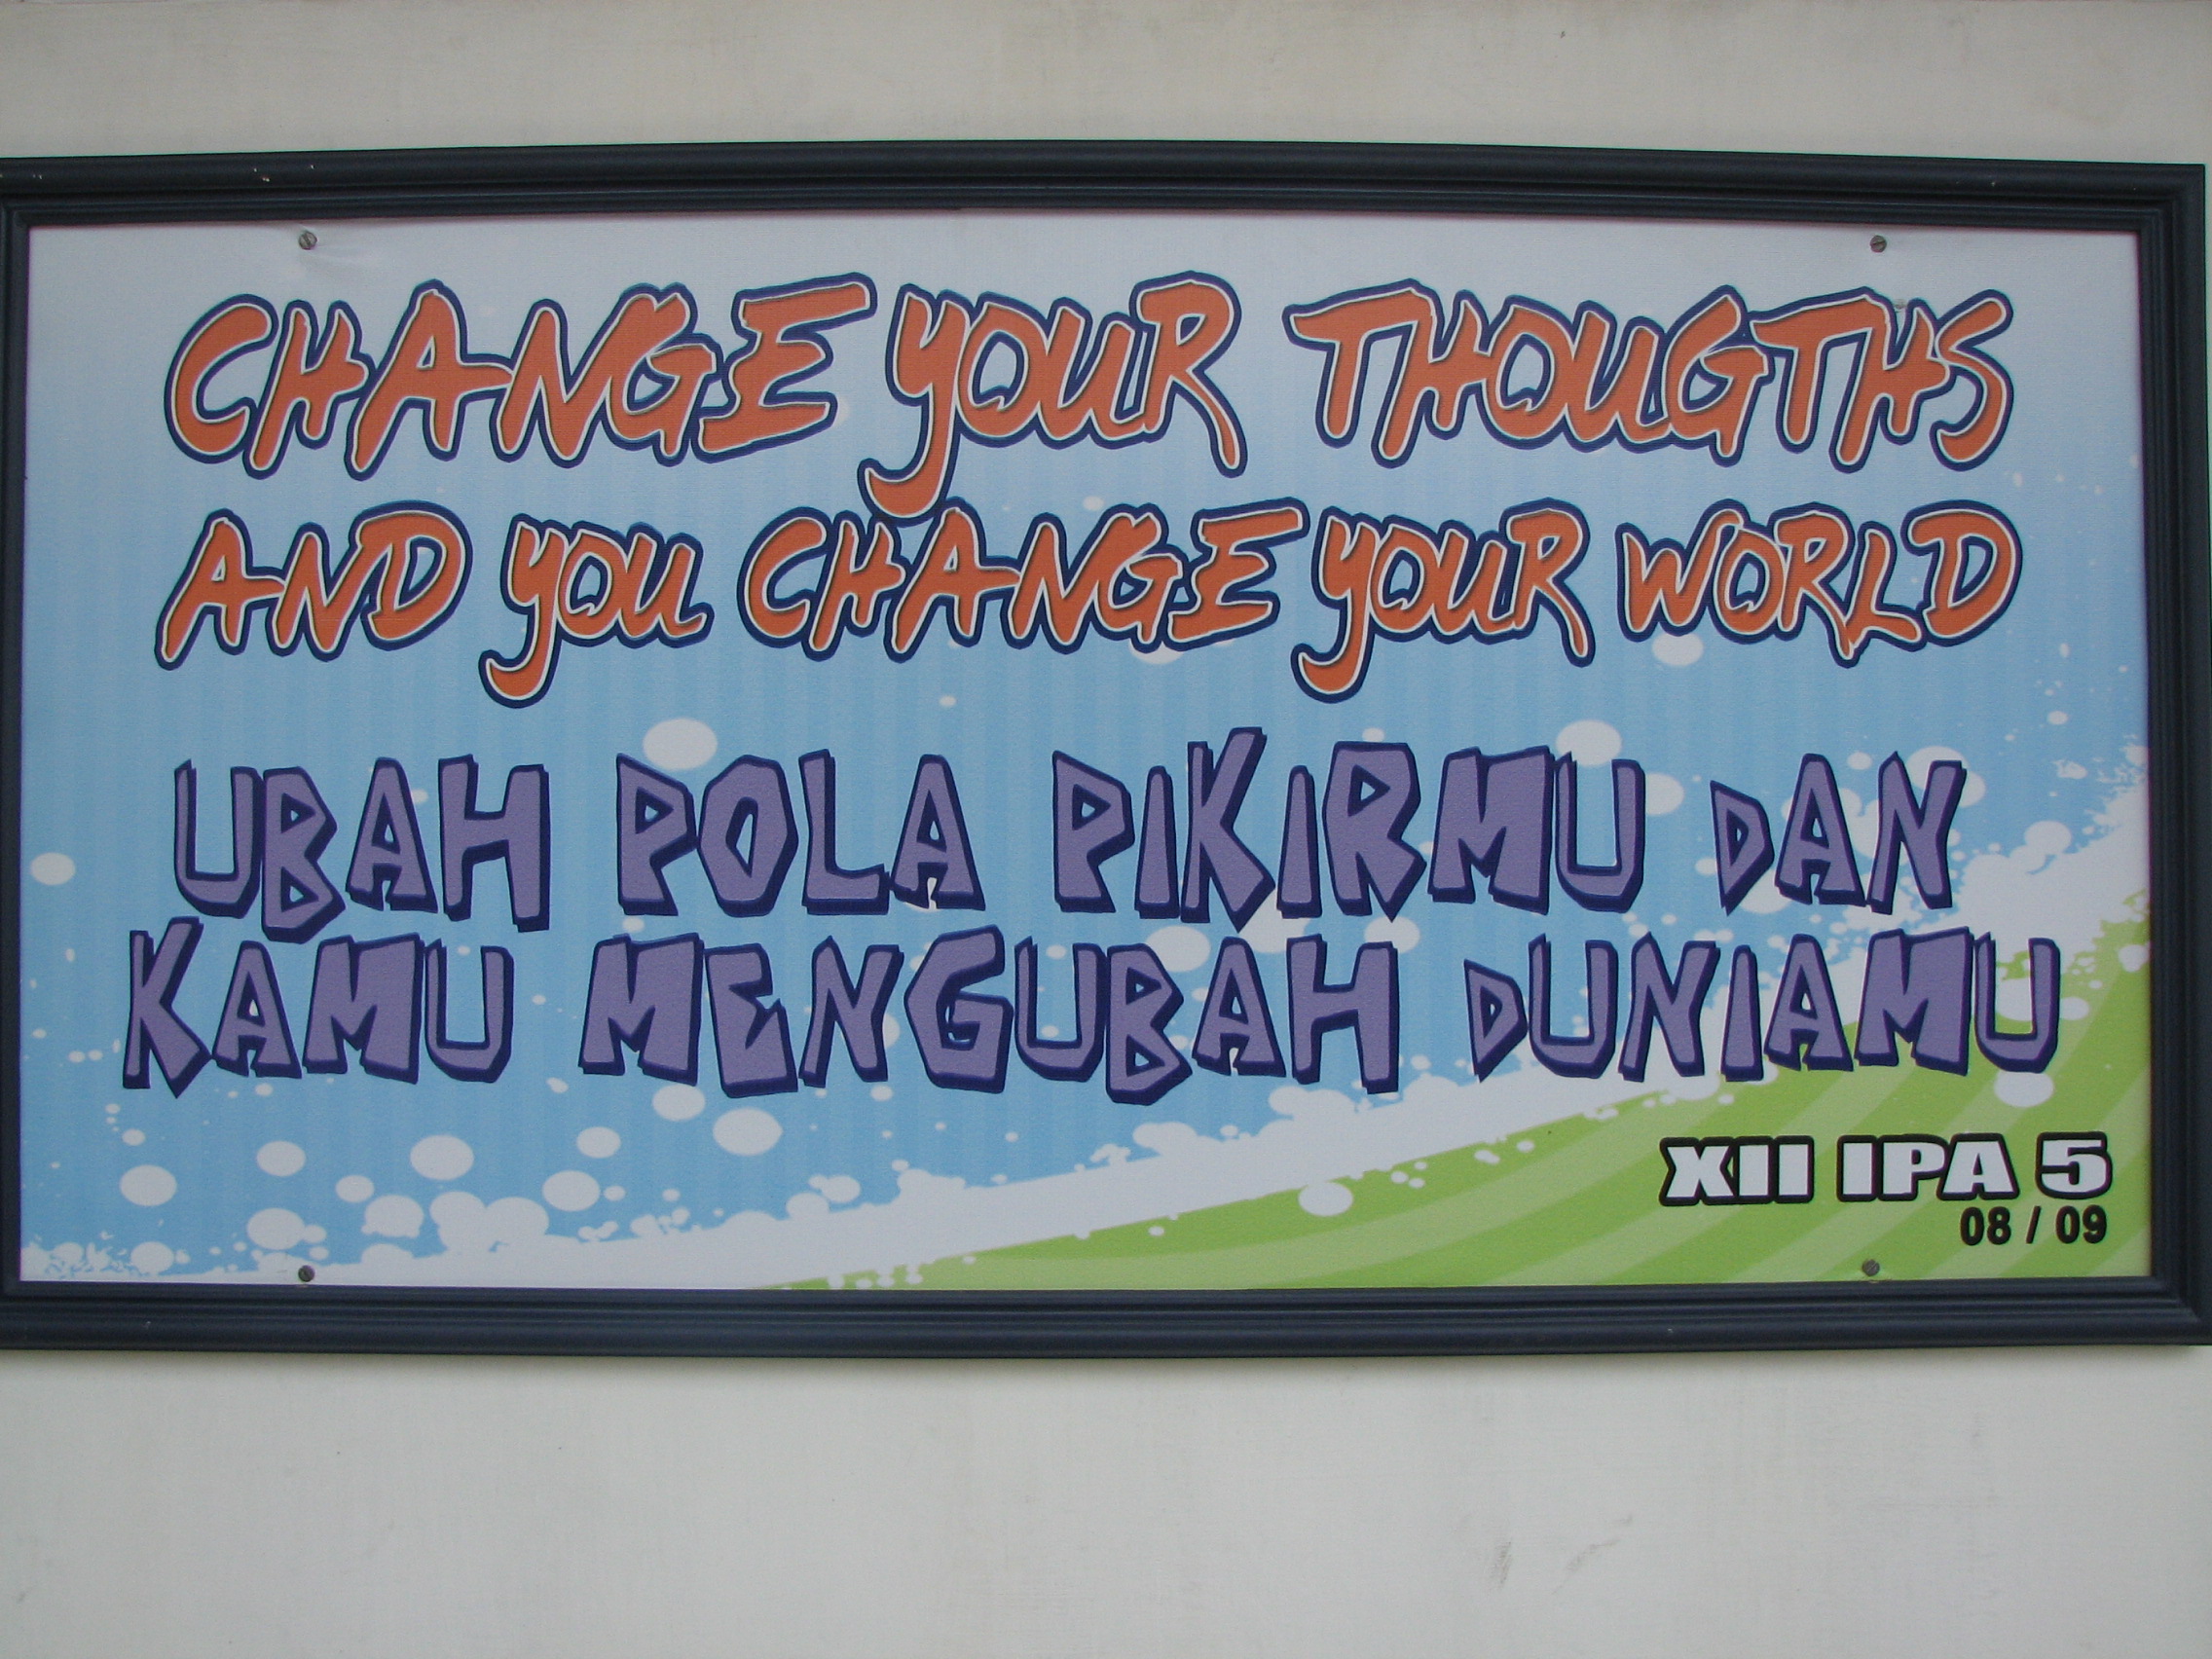 CHANGE YOUR THOUGTHS
AND YOU CHANGE YOUR WORLD
UBAH POLA PIKIRMU DAN
KAMU MENGUBAH DUNIAMU
XII IPA 5
08 / 09